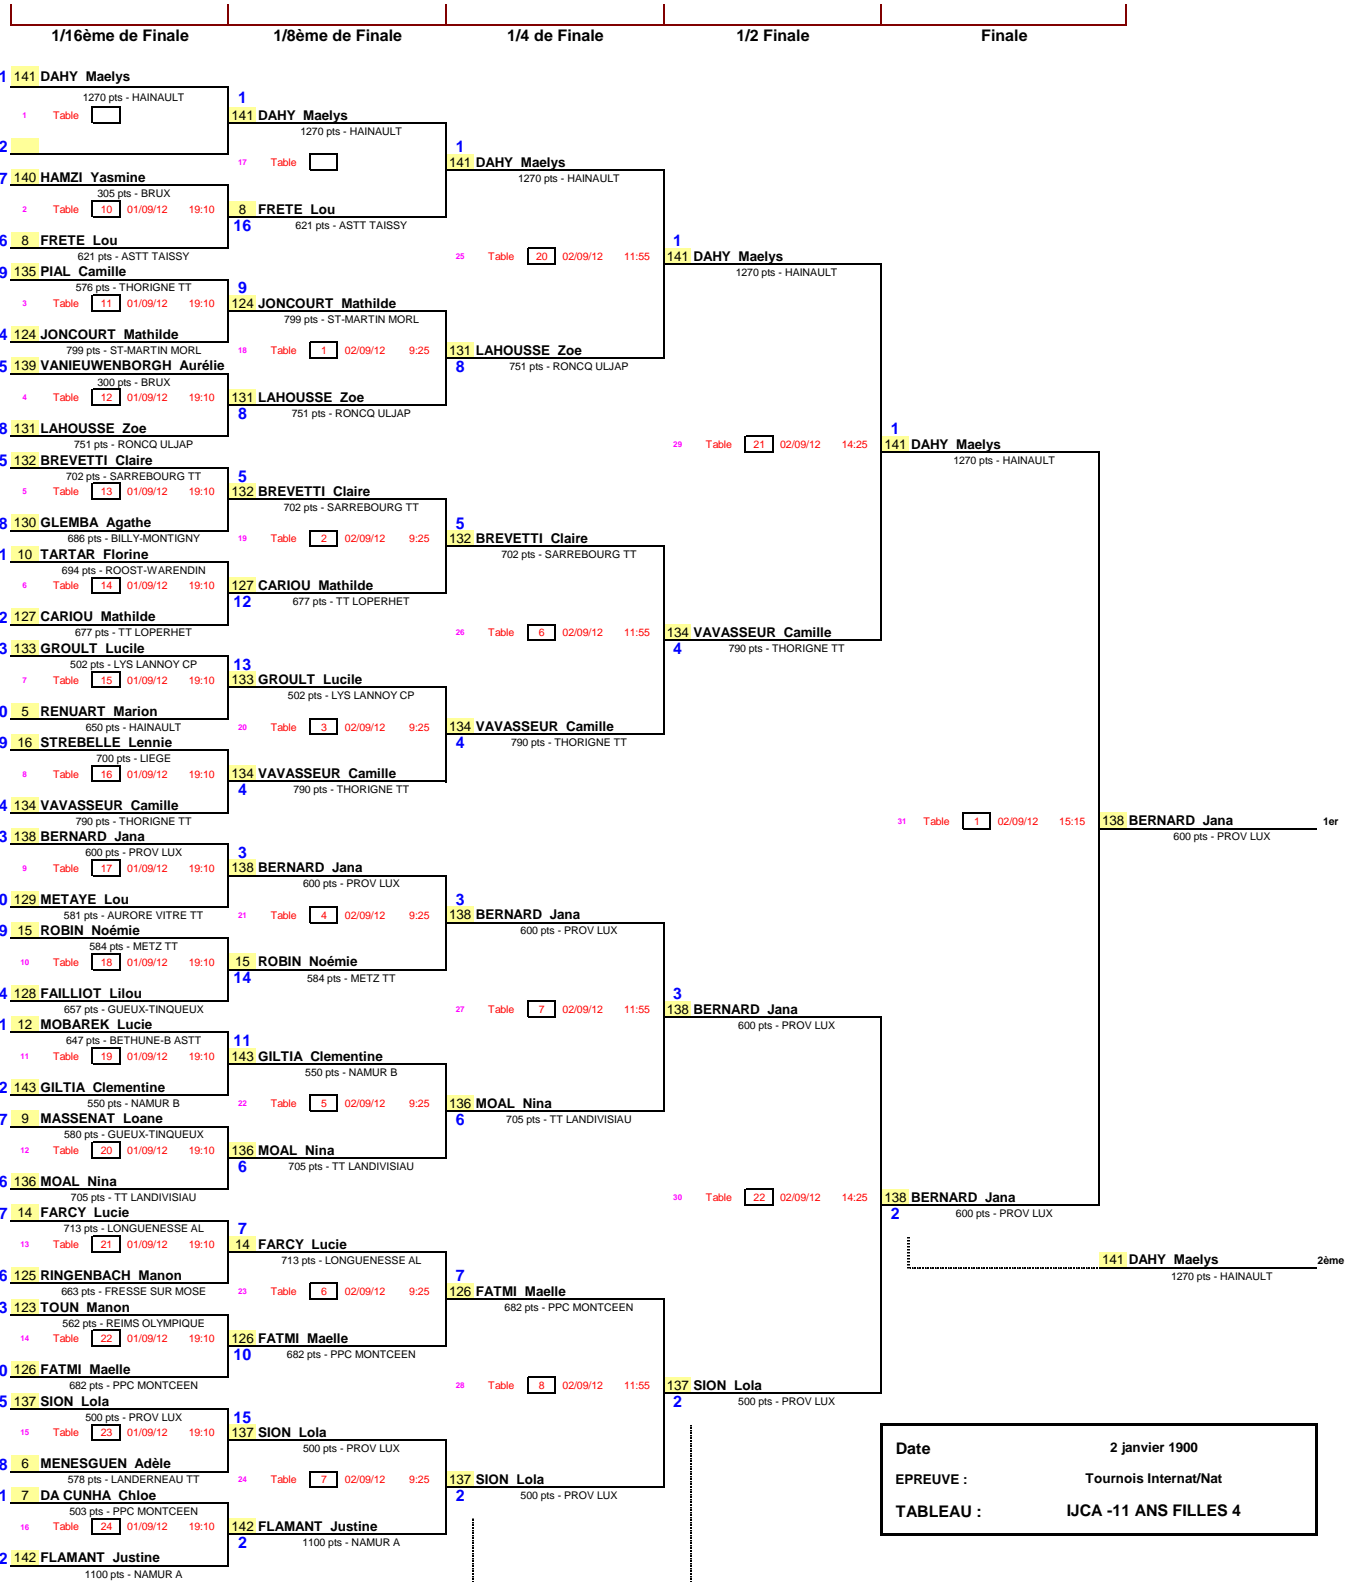 1/16ème de Finale 1/8ème de Finale 1/4 de Finale 1/2 Finale Finale
1 141 DAHY Maelys
1270 pts - HAINAULT
1 Table
2
7 140 HAMZI Yasmine
305 pts - BRUX
2 Table 10 01/09/12 19:10
6 8 FRETE Lou
621 pts - ASTT TAISSY
9 135 PIAL Camille
576 pts - THORIGNE TT
3 Table 11 01/09/12 19:10
4 124 JONCOURT Mathilde
799 pts - ST-MARTIN MORL
5 139 VANIEUWENBORGH Aurélie
300 pts - BRUX
4 Table 12 01/09/12 19:10
8 131 LAHOUSSE Zoe
751 pts - RONCQ ULJAP
5 132 BREVETTI Claire
702 pts - SARREBOURG TT
5 Table 13 01/09/12 19:10
8 130 GLEMBA Agathe
686 pts - BILLY-MONTIGNY
1 10 TARTAR Florine
694 pts - ROOST-WARENDIN
6 Table 14 01/09/12 19:10
2 127 CARIOU Mathilde
677 pts - TT LOPERHET
3 133 GROULT Lucile
502 pts - LYS LANNOY CP
7 Table 15 01/09/12 19:10
0 5 RENUART Marion
650 pts - HAINAULT
9 16 STREBELLE Lennie
700 pts - LIEGE
8 Table 16 01/09/12 19:10
4 134 VAVASSEUR Camille
790 pts - THORIGNE TT
3 138 BERNARD Jana
600 pts - PROV LUX
9 Table 17 01/09/12 19:10
0 129 METAYE Lou
581 pts - AURORE VITRE TT
9 15 ROBIN Noémie
584 pts - METZ TT
10 Table 18 01/09/12 19:10
4 128 FAILLIOT Lilou
657 pts - GUEUX-TINQUEUX
1 12 MOBAREK Lucie
647 pts - BETHUNE-B ASTT
11 Table 19 01/09/12 19:10
2 143 GILTIA Clementine
550 pts - NAMUR B
7 9 MASSENAT Loane
580 pts - GUEUX-TINQUEUX
12 Table 20 01/09/12 19:10
6 136 MOAL Nina
705 pts - TT LANDIVISIAU
7 14 FARCY Lucie
713 pts - LONGUENESSE AL
13 Table 21 01/09/12 19:10
6 125 RINGENBACH Manon
663 pts - FRESSE SUR MOSE
3 123 TOUN Manon
562 pts - REIMS OLYMPIQUE
14 Table 22 01/09/12 19:10
0 126 FATMI Maelle
682 pts - PPC MONTCEEN
5 137 SION Lola
500 pts - PROV LUX
15 Table 23 01/09/12 19:10
8 6 MENESGUEN Adèle
578 pts - LANDERNEAU TT
1 7 DA CUNHA Chloe
503 pts - PPC MONTCEEN
16 Table 24 01/09/12 19:10
2 142 FLAMANT Justine
1100 pts - NAMUR A
1
141 DAHY Maelys
1270 pts - HAINAULT
17 Table
8 FRETE Lou
16 621 pts - ASTT TAISSY
9
124 JONCOURT Mathilde
799 pts - ST-MARTIN MORL
18 Table 1 02/09/12 9:25
131 LAHOUSSE Zoe
8 751 pts - RONCQ ULJAP
5
132 BREVETTI Claire
702 pts - SARREBOURG TT
19 Table 2 02/09/12 9:25
127 CARIOU Mathilde
12 677 pts - TT LOPERHET
13
133 GROULT Lucile
502 pts - LYS LANNOY CP
20 Table 3 02/09/12 9:25
134 VAVASSEUR Camille
4 790 pts - THORIGNE TT
3
138 BERNARD Jana
600 pts - PROV LUX
21 Table 4 02/09/12 9:25
15 ROBIN Noémie
14 584 pts - METZ TT
11
143 GILTIA Clementine
550 pts - NAMUR B
22 Table 5 02/09/12 9:25
136 MOAL Nina
6 705 pts - TT LANDIVISIAU
7
14 FARCY Lucie
713 pts - LONGUENESSE AL
23 Table 6 02/09/12 9:25
126 FATMI Maelle
10 682 pts - PPC MONTCEEN
15
137 SION Lola
500 pts - PROV LUX
24 Table 7 02/09/12 9:25
142 FLAMANT Justine
2 1100 pts - NAMUR A
1
141 DAHY Maelys
1270 pts - HAINAULT
25 Table 20 02/09/12 11:55
131 LAHOUSSE Zoe
8 751 pts - RONCQ ULJAP
5
132 BREVETTI Claire
702 pts - SARREBOURG TT
26 Table 6 02/09/12 11:55
134 VAVASSEUR Camille
4 790 pts - THORIGNE TT
3
138 BERNARD Jana
600 pts - PROV LUX
27 Table 7 02/09/12 11:55
136 MOAL Nina
6 705 pts - TT LANDIVISIAU
7
126 FATMI Maelle
682 pts - PPC MONTCEEN
28 Table 8 02/09/12 11:55
137 SION Lola
2 500 pts - PROV LUX
1
141 DAHY Maelys
1270 pts - HAINAULT
29 Table 21 02/09/12 14:25
134 VAVASSEUR Camille
4 790 pts - THORIGNE TT
3
138 BERNARD Jana
600 pts - PROV LUX
30 Table 22 02/09/12 14:25
137 SION Lola
2 500 pts - PROV LUX
1
141 DAHY Maelys
1270 pts - HAINAULT
31 Table 1 02/09/12 15:15
138 BERNARD Jana
2 600 pts - PROV LUX
138 BERNARD Jana 1er
600 pts - PROV LUX
141 DAHY Maelys 2ème
1270 pts - HAINAULT
Date 2 janvier 1900
EPREUVE : Tournois Internat/Nat
TABLEAU : IJCA -11 ANS FILLES 4